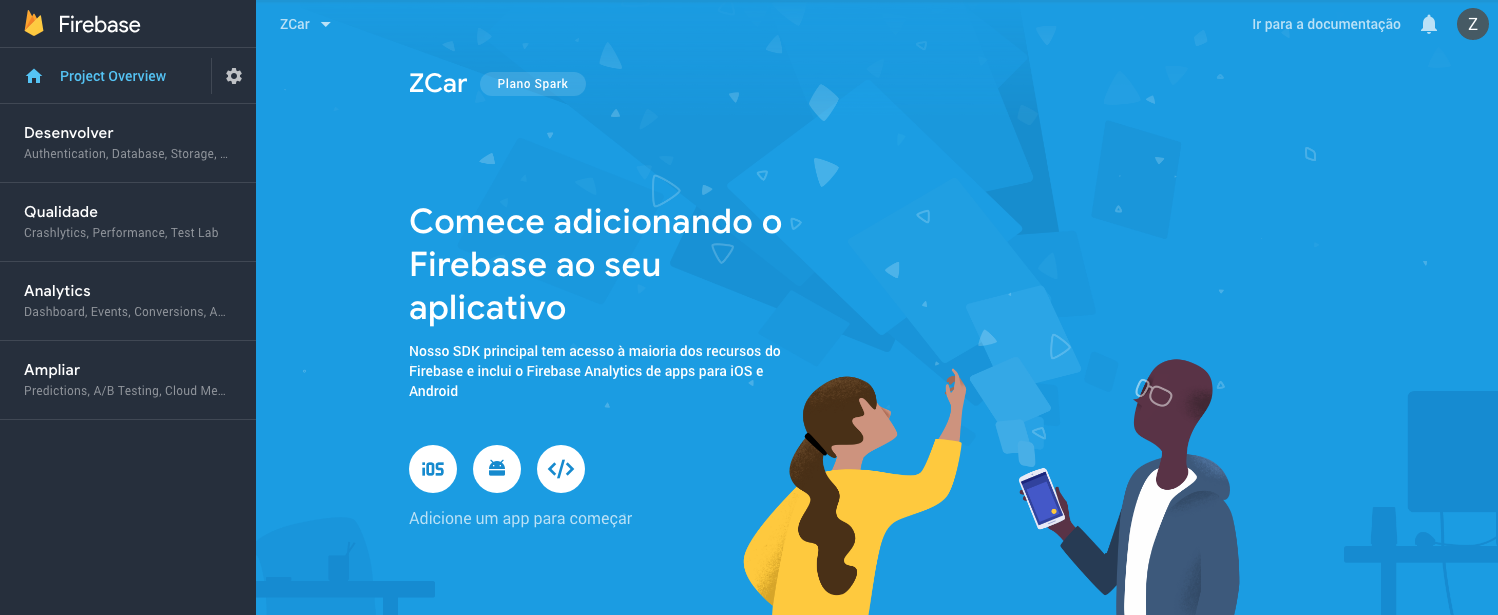 Firebase
ZCar
Ir para a documentação
Z
Project Overview
ZCar
Plano Spark
Desenvolver
Authentication, Database, Storage, ...
Qualidade
Crashlytics, Performance, Test Lab
Analytics
Dashboard, Events, Conversions, A...
Ampliar
Predictions, A/B Testing, Cloud Me...
Comece adicionando o
Firebase ao seu
aplicativo
Nosso SDK principal tem acesso à maioria dos recursos do
Firebase e inclui o Firebase Analytics de apps para iOS e
Android
iOS
</>
Adicione um app para começar